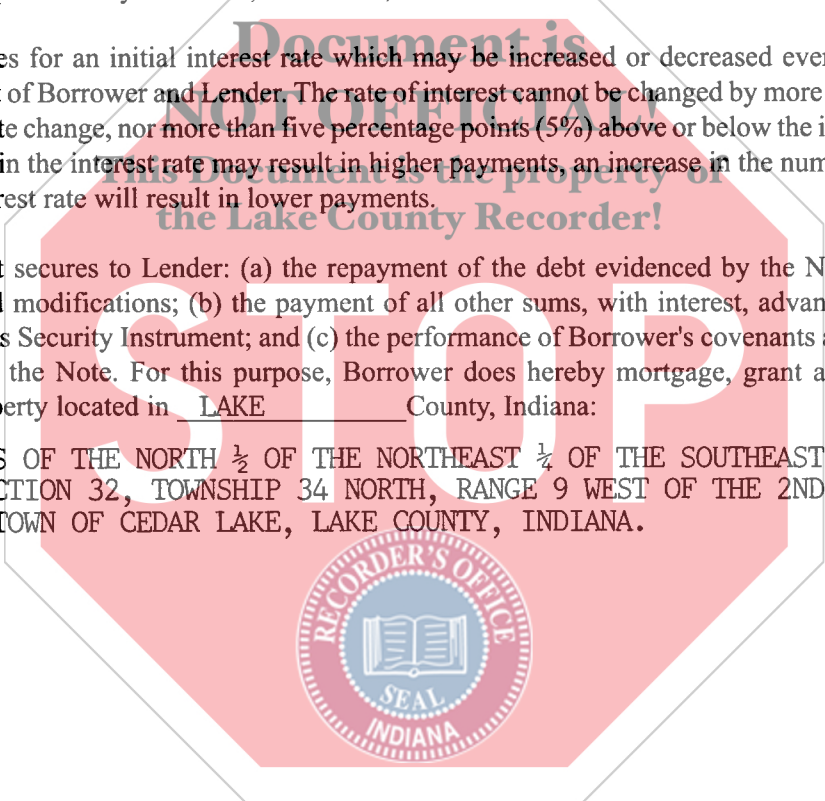 Document is
es for an initial interest rate which may be increased or decreased ever
of Borrower and Lender. The rate of interest cannot be changed by more
NOT OFFICIAL!
te change, nor more than five percentage points (5%) above or below the i
in the interest rate may result in higher payments, an increase in the num
This Document is the property of
rest rate will result in lower payments.
the Lake County Recorder!
t secures to Lender: (a) the repayment of the debt evidenced by the N
modifications; (b) the payment of all other sums, with interest, advan
s Security Instrument; and (c) the performance of Borrower's covenants a
the Note. For this purpose, Borrower does hereby mortgage, grant a
perty located in LAKE County, Indiana:
STOP
S OF THE NORTH ½ OF THE NORTHEAST ¼ OF THE SOUTHEAST
CTION 32, TOWNSHIP 34 NORTH, RANGE 9 WEST OF THE 2ND
TOWN OF CEDAR LAKE, LAKE COUNTY, INDIANA.
RECORDER'S OFFICE
SEAL
INDIANA